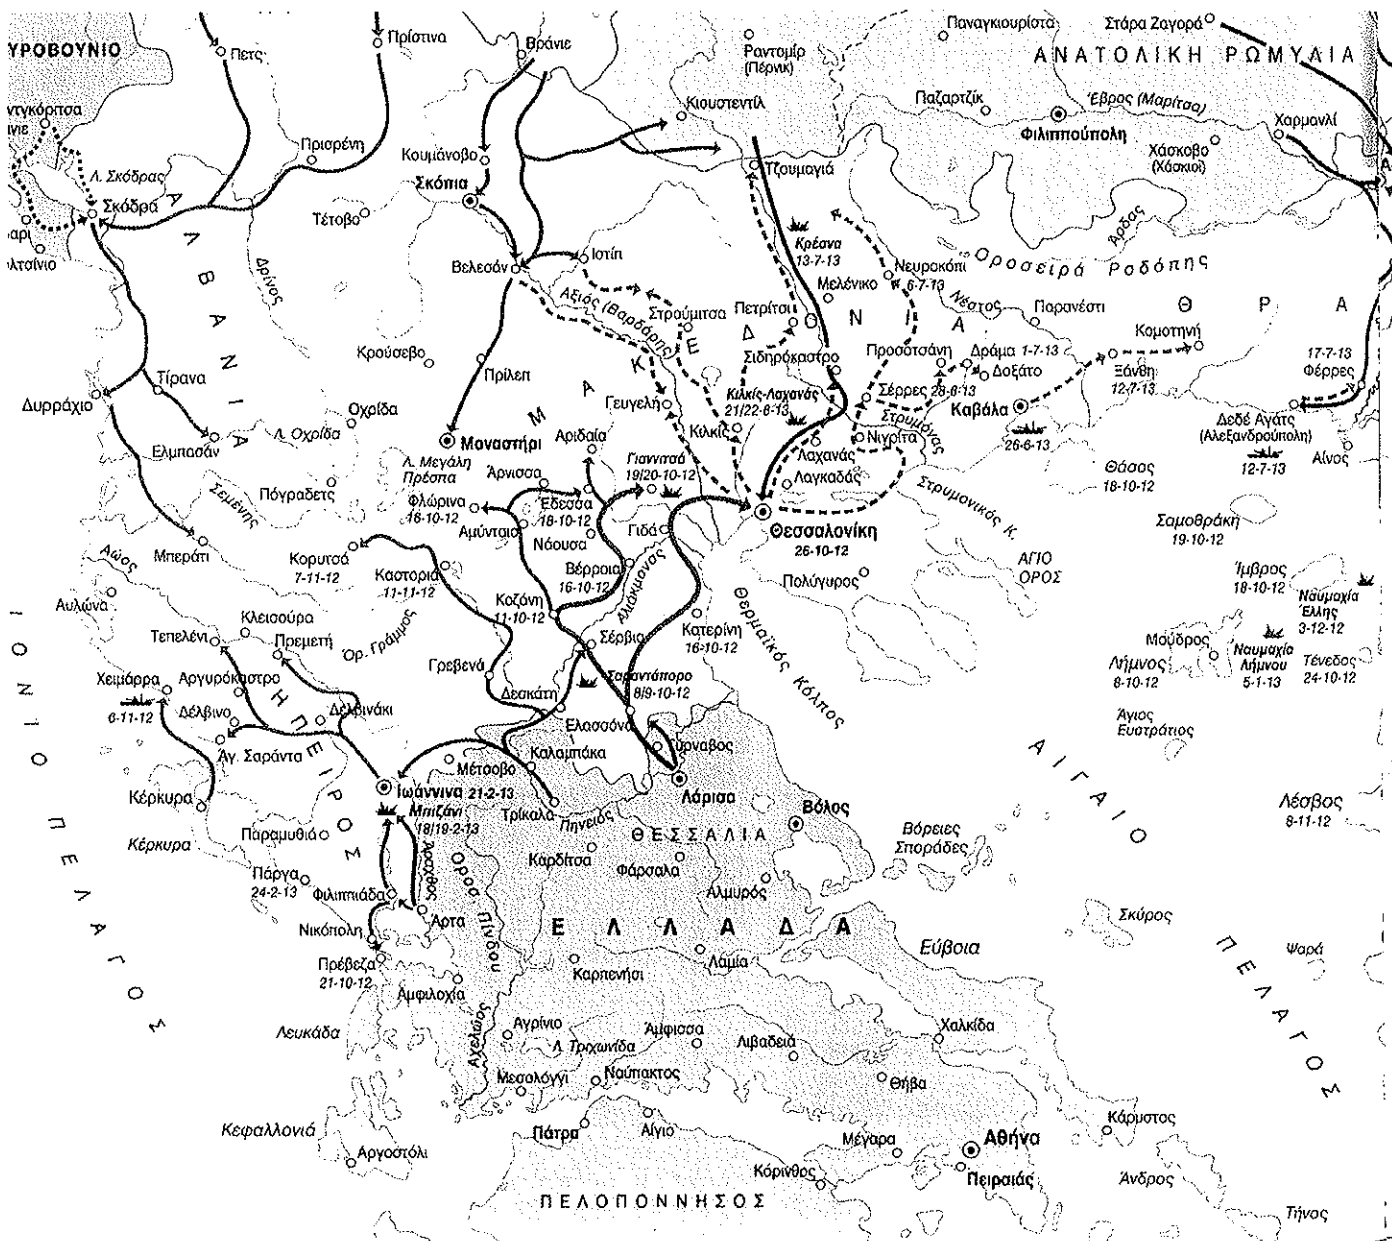 ΥΡΟΒΟΥΝΙΟ
Πετς
Πρίστινα
Βράνιε
Ραντομίρ
(Πέρνικ)
Παναγκιουρίστα
Στάρα Ζαγορά
ΑΝΑΤΟΛΙΚΗ ΡΩΜΥΛΙΑ
ντγκόριτσα
Κιουστεντίλ
Παζαρτζίκ
Έβρος (Μαρίτσα)
Φιλιππούπολη
Χαρμανλί
Χάσκοβο
(Χάσκιοι)
Πρισρένη
Κουμάνοβο
Τζουμαγιά
Λ. Σκόδρας
Σκόδρα
Σκόπια
Τέτοβο
ΑΛΒΑΝΙΑ
Δρίνος
Βελεσάν
Ιστίπ
Κρέσνα
13-7-13
Νευροκόπι
6-7-13
Άρδας
Οροσειρά Ροδόπης
λτσίνιο
Αξιός (Βαρδάρης)
Στρούμιτσα
Πετρίτσι
Μελένικο
Νέστος
Παρανέστι
ΘΡΑ
Κομοτηνή
ΜΑΚΕΔΟΝΙΑ
Κρούσεβο
Πρίλεπ
Σιδηρόκαστρο
Προσοτσάνη
Δράμα 1-7-13
Δοξάτο
Ξάνθη
12-7-13
17-7-13
Φέρρες
Τίρανα
Δυρράχιο
Γευγελή
Κιλκίς-Λαχανάς
21/22-6-13
Σέρρες 28-6-13
Καβάλα
26-6-13
Στρυμόνας
Δεδέ Αγάτς
(Αλεξανδρούπολη)
12-7-13
Αίνος
Οχρίδα
Λ. Οχρίδα
Ελμπασάν
Μοναστήρι
Αριδαία
Κιλκίς
Νιγρίτα
Λαχανάς
Λαγκαδάς
Λ. Μεγάλη
Πρέσπα
Άρνισσα
Γιαννιτσά
19/20-10-12
Θάσος
18-10-12
Πόγραδετς
Σεμενης
Φλώρινα
16-10-12
Έδεσσα
18-10-12
Στρυμονικός Κ.
Σαμοθράκη
19-10-12
Αμύνταιο
Νάουσα
Γιδά
Θεσσαλονίκη
26-10-12
Μπεράτι
Αώος
Κορυτσά
7-11-12
Καστοριά
11-11-12
Βέρροια
16-10-12
Αλιάκμονας
Πολύγυρος
ΑΓΙΟ
ΟΡΟΣ
Ίμβρος
18-10-12
Ναυμαχία
Έλλης
3-12-12
Αυλώνα
Κλεισούρα
Τεπελένι
Πρεμετή
Ορ. Γράμμος
Κοζάνη
11-10-12
Σέρβια
Κατερίνη
16-10-12
Θερμαϊκός Κόλπος
Μούδρος
Λήμνος
8-10-12
Ναυμαχία
Λήμνου
5-1-13
Τένεδος
24-10-12
Χειμάρρα
6-11-12
Αργυρόκαστρο
Γρεβενά
Δεσκάτη
Σαραντάπορο
8/9-10-12
Δέλβινο
Δελβινάκι
ΗΠΕΙΡΟΣ
Ελασσόνα
Άγιος
Ευστράτιος
Αγ. Σαράντα
Μέτσοβο
Καλαμπάκα
Τύρναβος
ΙΟΝΙΟ ΠΕΛΑΓΟΣ
ΑΙΓΑΙΟ ΠΕΛΑΓΟΣ
Κέρκυρα
Ιωάννινα 21-2-13
Μπιζάνι
18/19-2-13
Τρίκαλα
Πηνειός
Λάρισα
Βόλος
Λέσβος
8-11-12
Κέρκυρα
Παραμυθιά
Άραχθος
Όρος Πίνδου
ΘΕΣΣΑΛΙΑ
Καρδίτσα
Φάρσαλα
Βόρειες
Σποράδες
Πάργα
24-2-13
Φιλιππιάδα
Αλμυρός
Άρτα
Νικόπολη
ΕΛΛΑΔΑ
Σκύρος
Πρέβεζα
21-10-12
Εύβοια
Ψαρά
Καρπενήσι
Λαμία
Αμφιλοχία
Λευκάδα
Αχελώος
Αγρίνιο
Λ. Τριχωνίδα
Άμφισσα
Λιβαδειά
Χαλκίδα
Μεσολόγγι
Ναύπακτος
Θήβα
Κεφαλλονιά
Αργοστόλι
Πάτρα
Αίγιο
Μέγαρα
Αθήνα
Κάρυστος
Κόρινθος
Πειραιάς
Άνδρος
ΠΕΛΟΠΟΝΝΗΣΟΣ
Τήνος